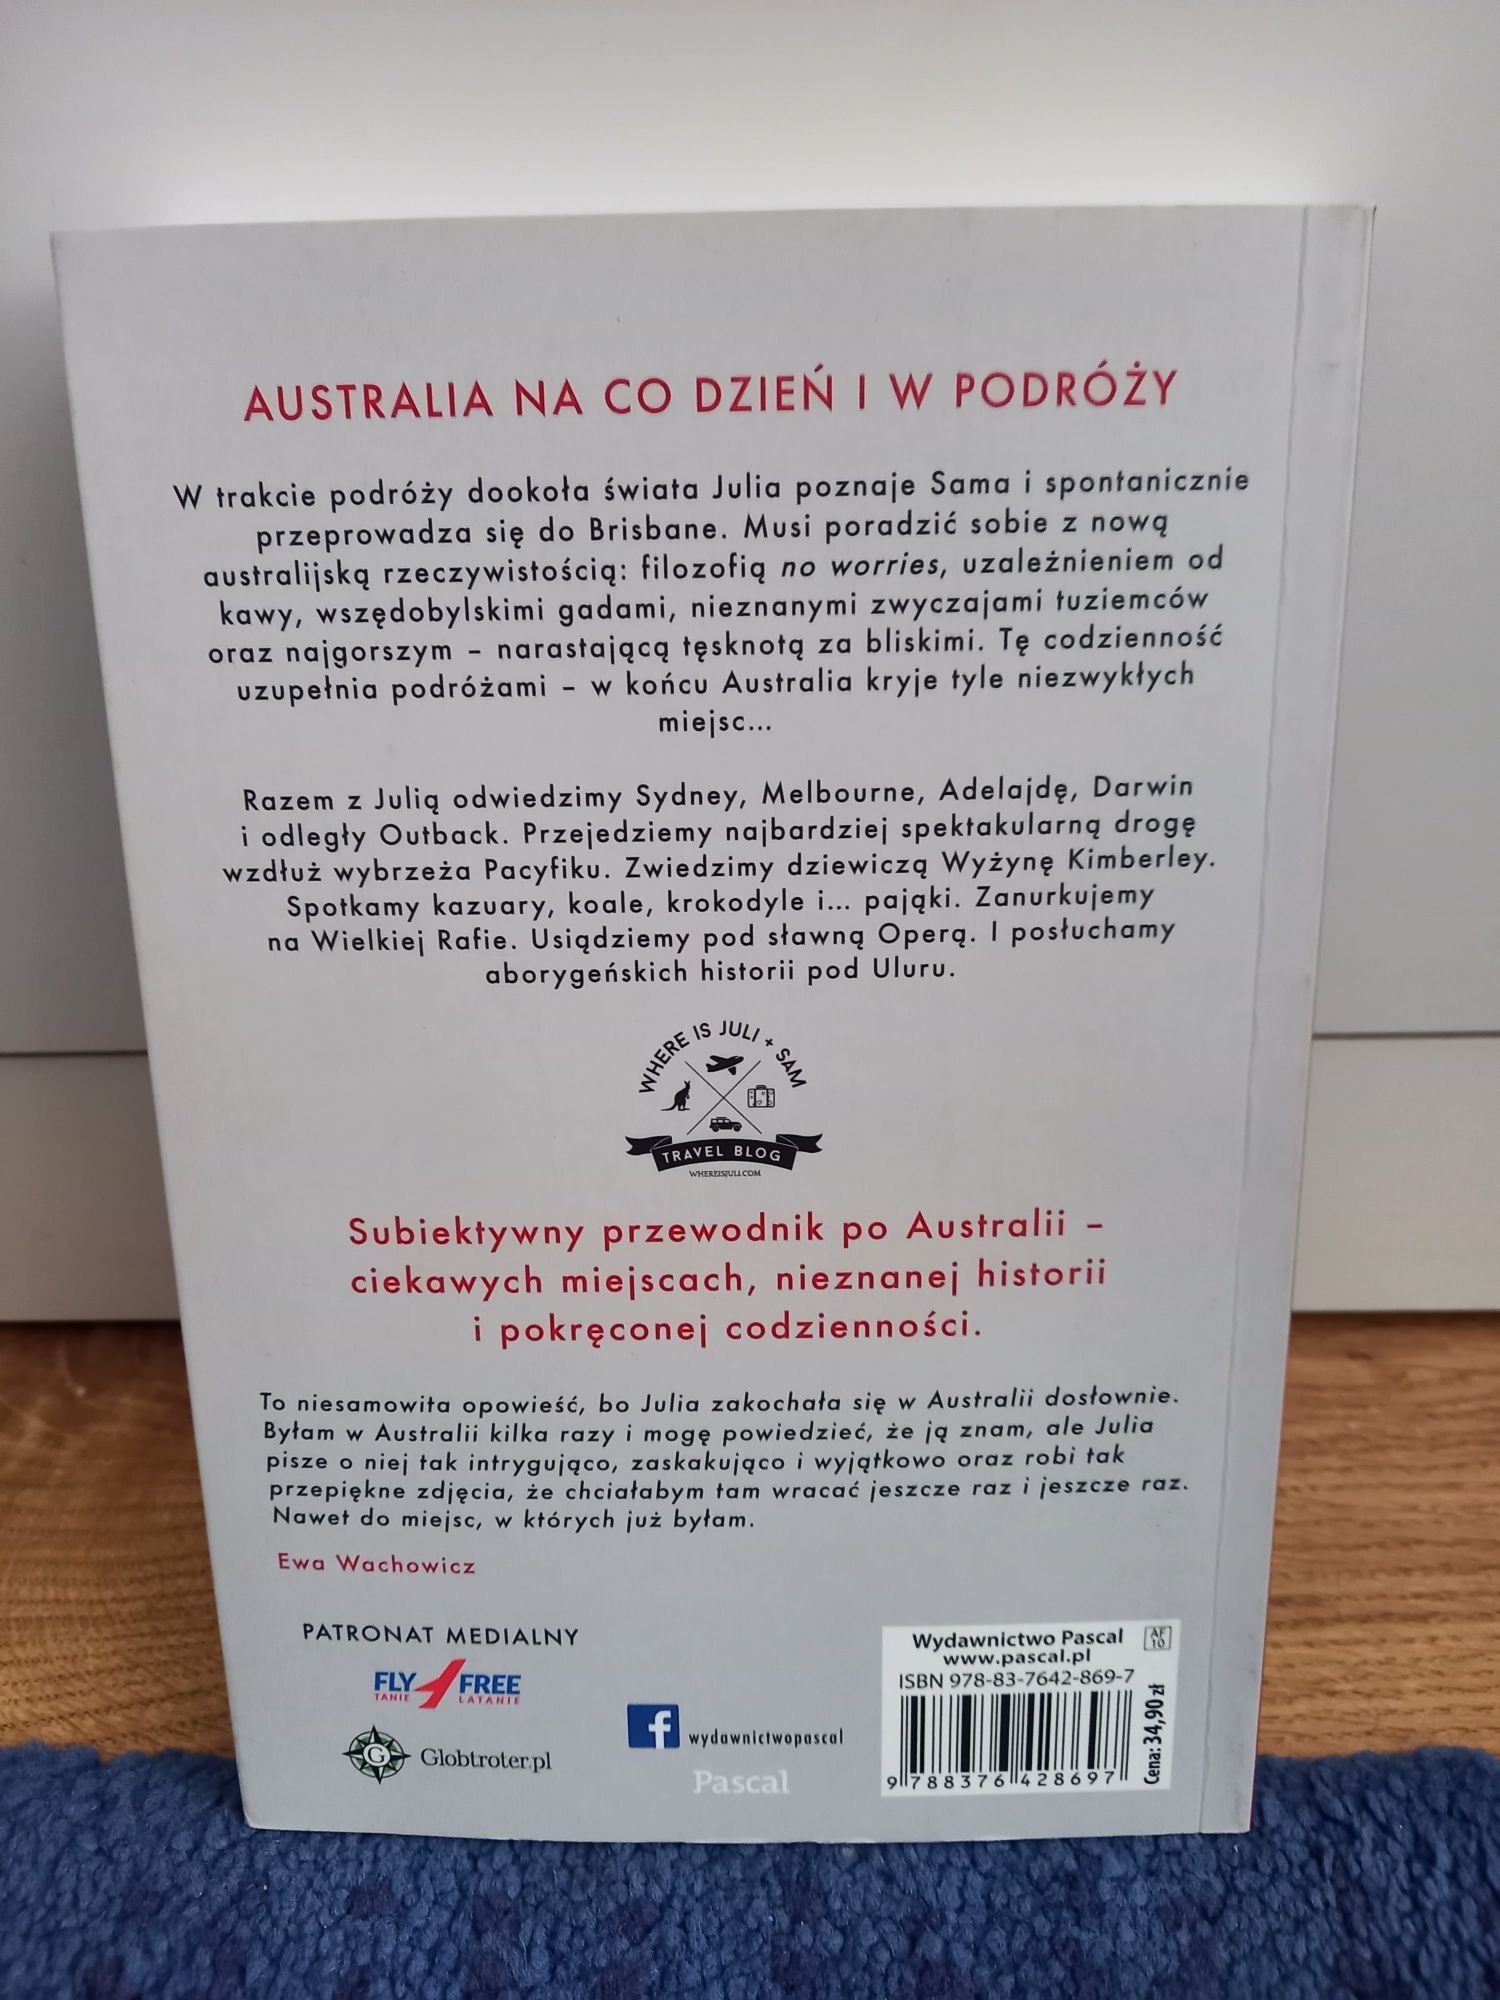 AUSTRALIA NA CO DZIEŃ I W PODRÓŻY
W trakcie podróży dookoła świata Julia poznaje Sama i spontanicznie
przeprowadza się do Brisbane. Musi poradzić sobie z nową
australijską rzeczywistością: filozofią no worries, uzależnieniem od
kawy, wszędobylskimi gadami, nieznanymi zwyczajami tuziemców
oraz najgorszym – narastającą tęsknotą za bliskimi. Tę codzienność
uzupełnia podróżami – w końcu Australia kryje tyle niezwykłych
miejsc...
Razem z Julią odwiedzimy Sydney, Melbourne, Adelajdę, Darwin
i odległy Outback. Przejedziemy najbardziej spektakularną drogę
wzdłuż wybrzeża Pacyfiku. Zwiedzimy dziewiczą Wyżynę Kimberley.
Spotkamy kazuary, koale, krokodyle i... pająki. Zanurkujemy
na Wielkiej Rafie. Usiądziemy pod sławną Operą. I posłuchamy
aborygeńskich historii pod Uluru.
WHERE IS JULI + SAM
TRAVEL BLOG
WHEREISJULI.COM
Subiektywny przewodnik po Australii –
ciekawych miejscach, nieznanej historii
i pokręconej codzienności.
To niesamowita opowieść, bo Julia zakochała się w Australii dosłownie.
Byłam w Australii kilka razy i mogę powiedzieć, że ją znam, ale Julia
pisze o niej tak intrygująco, zaskakująco i wyjątkowo oraz robi tak
przepiękne zdjęcia, że chciałabym tam wracać jeszcze raz i jeszcze raz.
Nawet do miejsc, w których już byłam.
Ewa Wachowicz
PATRONAT MEDIALNY
FLY 4 FREE
TANIE LATANIE
G Globtroter.pl
f wydawnictwopascal
Pascal
Wydawnictwo Pascal
AF 10
www.pascal.pl
ISBN 978-83-7642-869-7
9 788376 428697
Cena: 34,90 zł